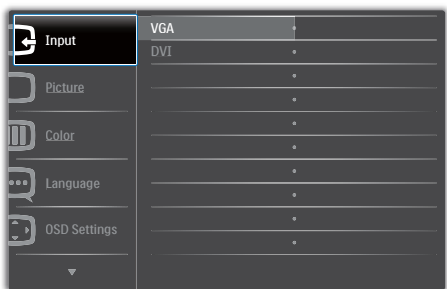 Input
Picture
Color
Language
OSD Settings
VGA
DVI